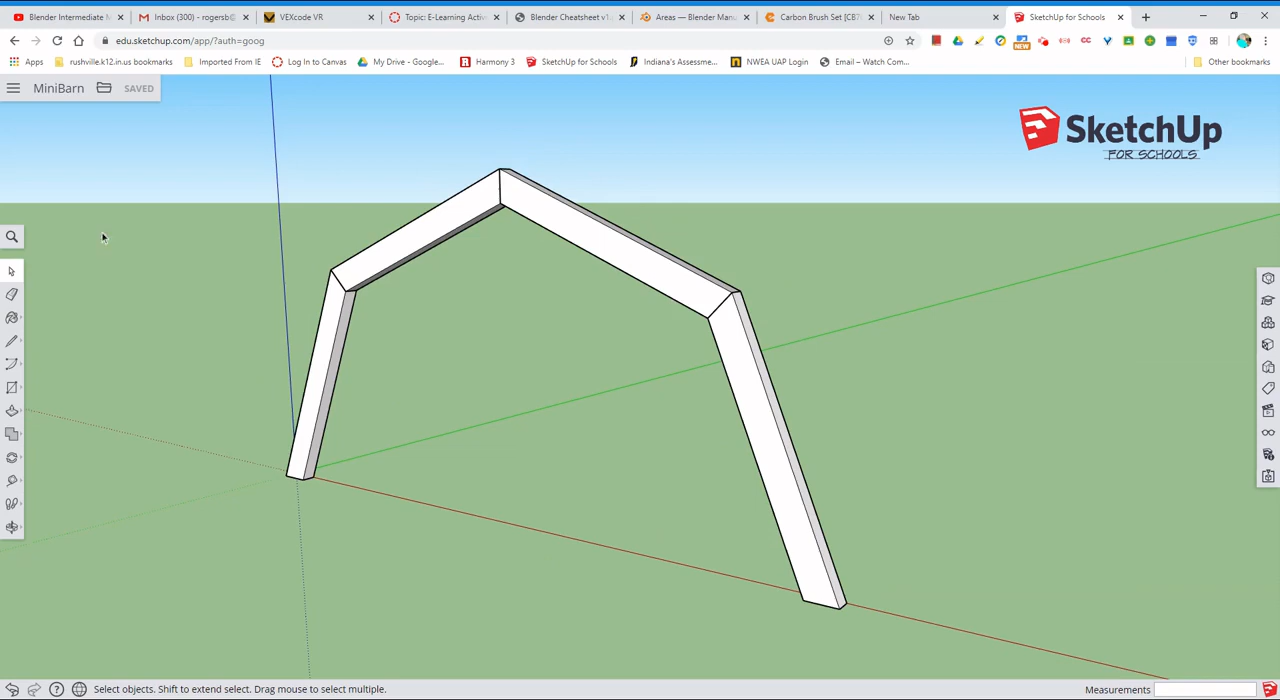 Blender Intermediate M
Inbox (300) - rogersb@
VEXcode VR
Topic: E-Learning Activ
Blender Cheatsheet v1
Areas — Blender Manu
Carbon Brush Set [CB7
New Tab
SketchUp for Schools
edu.sketchup.com/app/?auth=goog
NEW
CC
Apps
rushville.k12.in.us bookmarks
Imported From IE
Log In to Canvas
My Drive - Google...
Harmony 3
SketchUp for Schools
Indiana's Assessme...
NWEA UAP Login
Email – Watch Com...
Other bookmarks
MiniBarn
SAVED
SketchUp
FOR SCHOOLS
Select objects. Shift to extend select. Drag mouse to select multiple.
Measurements